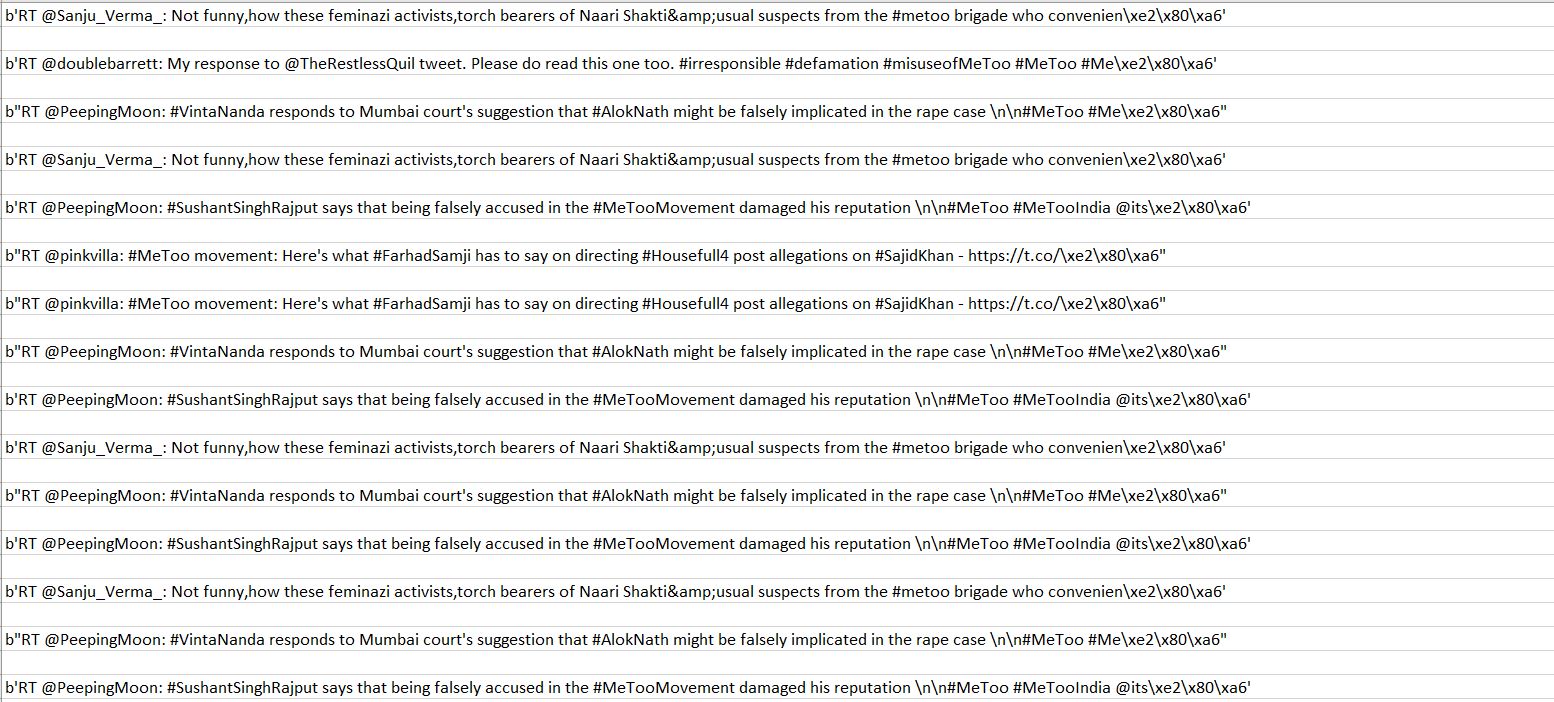 b'RT @Sanju_Verma_: Not funny,how these feminazi activists,torch bearers of Naari Shakti&amp;usual suspects from the #metoo brigade who convenien\xe2\x80\xa6'
b'RT @doublebarrett: My response to @TheRestlessQuil tweet. Please do read this one too. #irresponsible #defamation #misuseofMeToo #MeToo #Me\xe2\x80\xa6'
b"RT @PeepingMoon: #VintaNanda responds to Mumbai court's suggestion that #AlokNath might be falsely implicated in the rape case \n\n#MeToo #Me\xe2\x80\xa6"
b'RT @Sanju_Verma_: Not funny,how these feminazi activists,torch bearers of Naari Shakti&amp;usual suspects from the #metoo brigade who convenien\xe2\x80\xa6'
b'RT @PeepingMoon: #SushantSinghRajput says that being falsely accused in the #MeTooMovement damaged his reputation \n\n#MeToo #MeTooIndia @its\xe2\x80\xa6'
b"RT @pinkvilla: #MeToo movement: Here's what #FarhadSamji has to say on directing #Housefull4 post allegations on #SajidKhan - https://t.co/\xe2\x80\xa6"
b"RT @pinkvilla: #MeToo movement: Here's what #FarhadSamji has to say on directing #Housefull4 post allegations on #SajidKhan - https://t.co/\xe2\x80\xa6"
b"RT @PeepingMoon: #VintaNanda responds to Mumbai court's suggestion that #AlokNath might be falsely implicated in the rape case \n\n#MeToo #Me\xe2\x80\xa6"
b'RT @PeepingMoon: #SushantSinghRajput says that being falsely accused in the #MeTooMovement damaged his reputation \n\n#MeToo #MeTooIndia @its\xe2\x80\xa6'
b'RT @Sanju_Verma_: Not funny,how these feminazi activists,torch bearers of Naari Shakti&amp;usual suspects from the #metoo brigade who convenien\xe2\x80\xa6'
b"RT @PeepingMoon: #VintaNanda responds to Mumbai court's suggestion that #AlokNath might be falsely implicated in the rape case \n\n#MeToo #Me\xe2\x80\xa6"
b'RT @PeepingMoon: #SushantSinghRajput says that being falsely accused in the #MeTooMovement damaged his reputation \n\n#MeToo #MeTooIndia @its\xe2\x80\xa6'
b'RT @Sanju_Verma_: Not funny,how these feminazi activists,torch bearers of Naari Shakti&amp;usual suspects from the #metoo brigade who convenien\xe2\x80\xa6'
b"RT @PeepingMoon: #VintaNanda responds to Mumbai court's suggestion that #AlokNath might be falsely implicated in the rape case \n\n#MeToo #Me\xe2\x80\xa6"
b'RT @PeepingMoon: #SushantSinghRajput says that being falsely accused in the #MeTooMovement damaged his reputation \n\n#MeToo #MeTooIndia @its\xe2\x80\xa6'